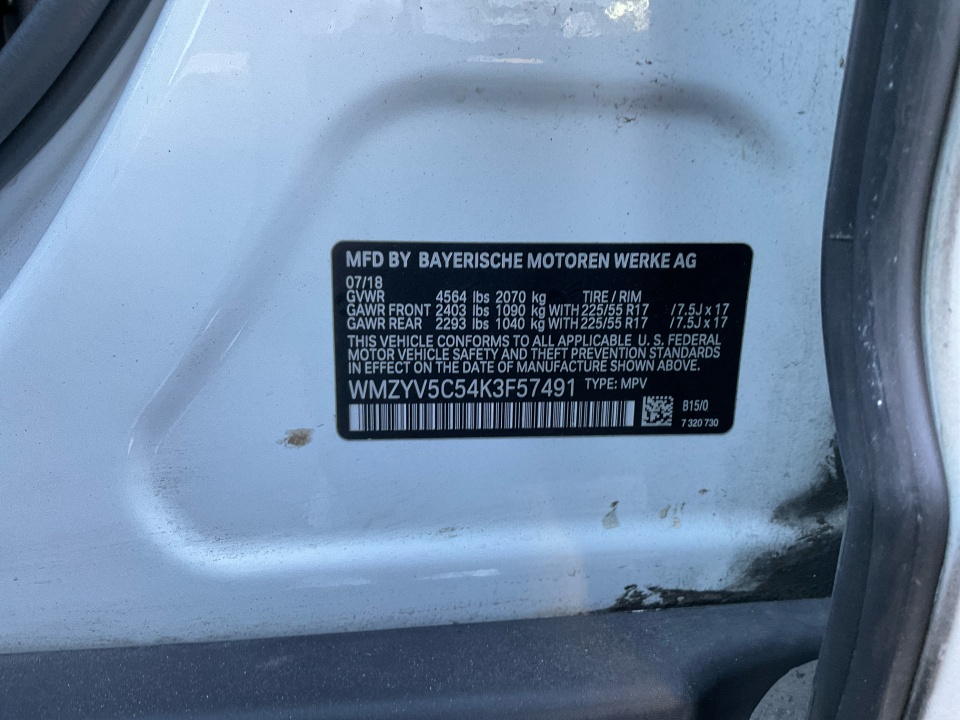 MFD BY BAYERISCHE MOTOREN WERKE AG
07/18
GVWR 4564 lbs 2070 kg TIRE / RIM
GAWR FRONT 2403 lbs 1090 kg WITH 225/55 R17 /7.5J x 17
GAWR REAR 2293 lbs 1040 kg WITH 225/55 R17 /7.5J x 17
THIS VEHICLE CONFORMS TO ALL APPLICABLE U. S. FEDERAL
MOTOR VEHICLE SAFETY AND THEFT PREVENTION STANDARDS
IN EFFECT ON THE DATE OF MANUFACTURE SHOWN ABOVE.
WMZYV5C54K3F57491 TYPE: MPV
B15/0
7 320 730